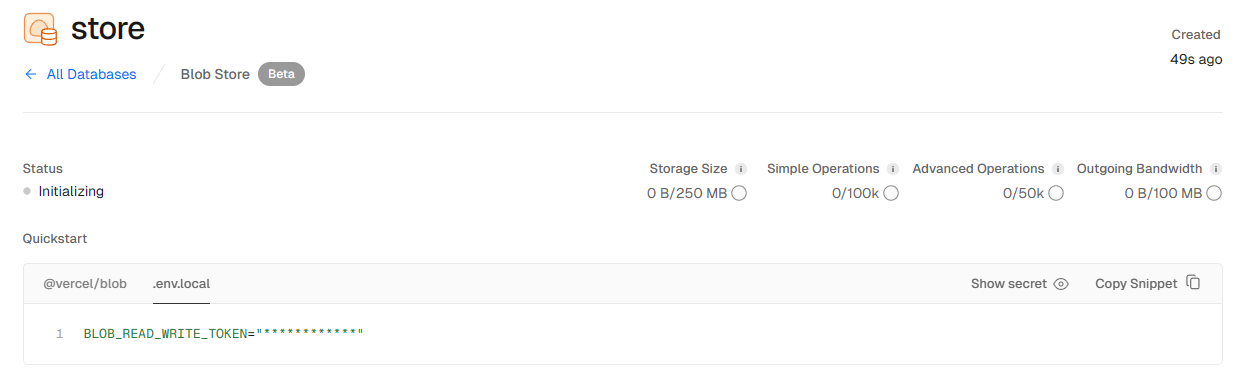 store
Created
49s ago
All Databases / Blob Store Beta
Status
Initializing
Storage Size i
0 B/250 MB
Simple Operations i
0/100k
Advanced Operations i
0/50k
Outgoing Bandwidth i
0 B/100 MB
Quickstart
@vercel/blob .env.local Show secret Copy Snippet
1 BLOB_READ_WRITE_TOKEN="************"